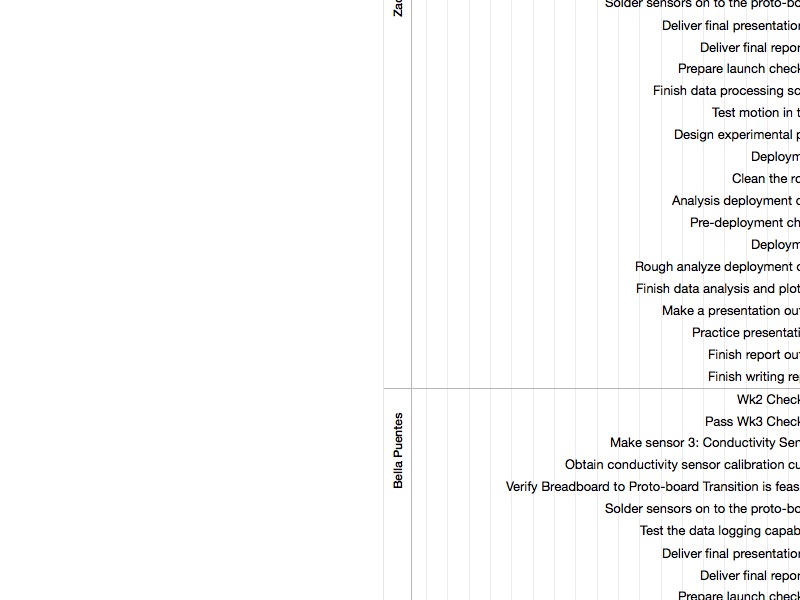 Zac
Solder sensors on to the proto-bo
Deliver final presentation
Deliver final repor
Prepare launch check
Finish data processing sc
Test motion in t
Design experimental p
Deploym
Clean the ro
Analysis deployment d
Pre-deployment ch
Deploym
Rough analyze deployment d
Finish data analysis and plot
Make a presentation out
Practice presentati
Finish report out
Finish writing re
Bella Puentes
Wk2 Check
Pass Wk3 Check
Make sensor 3: Conductivity Sen
Obtain conductivity sensor calibration cu
Verify Breadboard to Proto-board Transition is feas
Solder sensors on to the proto-bo
Test the data logging capab
Deliver final presentation
Deliver final repor
Prepare launch check